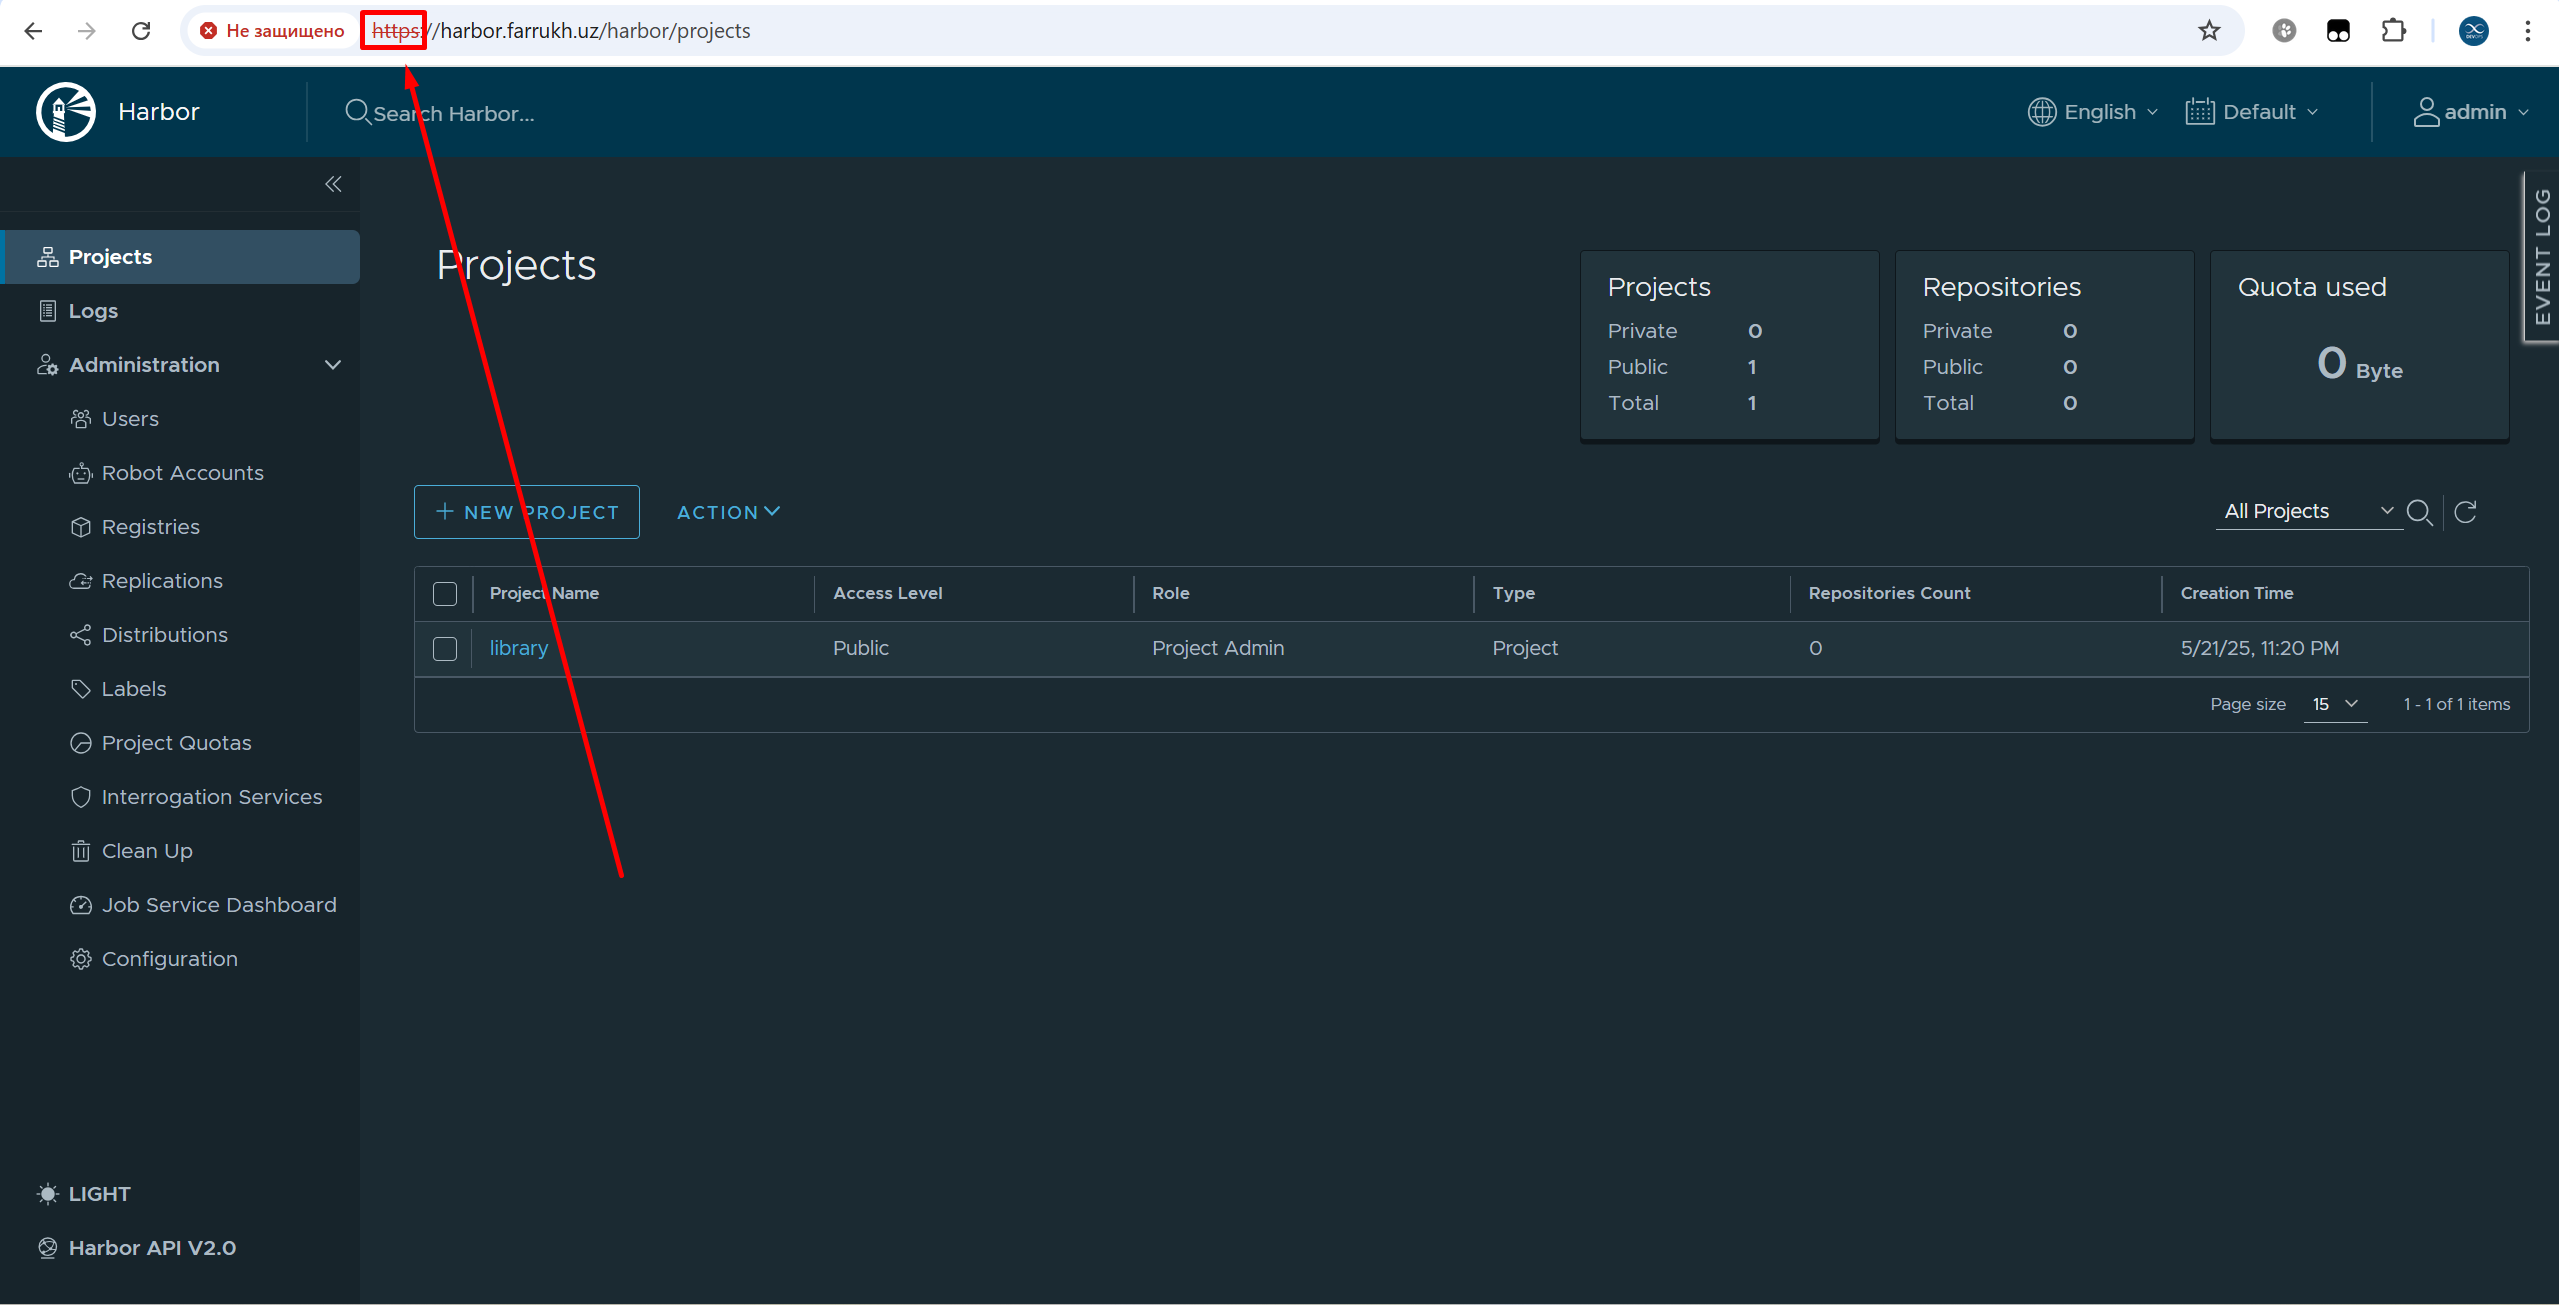 Не защищено https://harbor.farrukh.uz/harbor/projects
Harbor
Search Harbor...
English
Default
admin
EVENT LOG
Projects
Logs
Administration
Users
Robot Accounts
Registries
Replications
Distributions
Labels
Project Quotas
Interrogation Services
Clean Up
Job Service Dashboard
Configuration
LIGHT
Harbor API V2.0
Projects
Projects
Private 0
Public 1
Total 1
Repositories
Private 0
Public 0
Total 0
Quota used
0 Byte
+ NEW PROJECT
ACTION
All Projects
Project Name Access Level Role Type Repositories Count Creation Time
library Public Project Admin Project 0 5/21/25, 11:20 PM
Page size 15 1 - 1 of 1 items